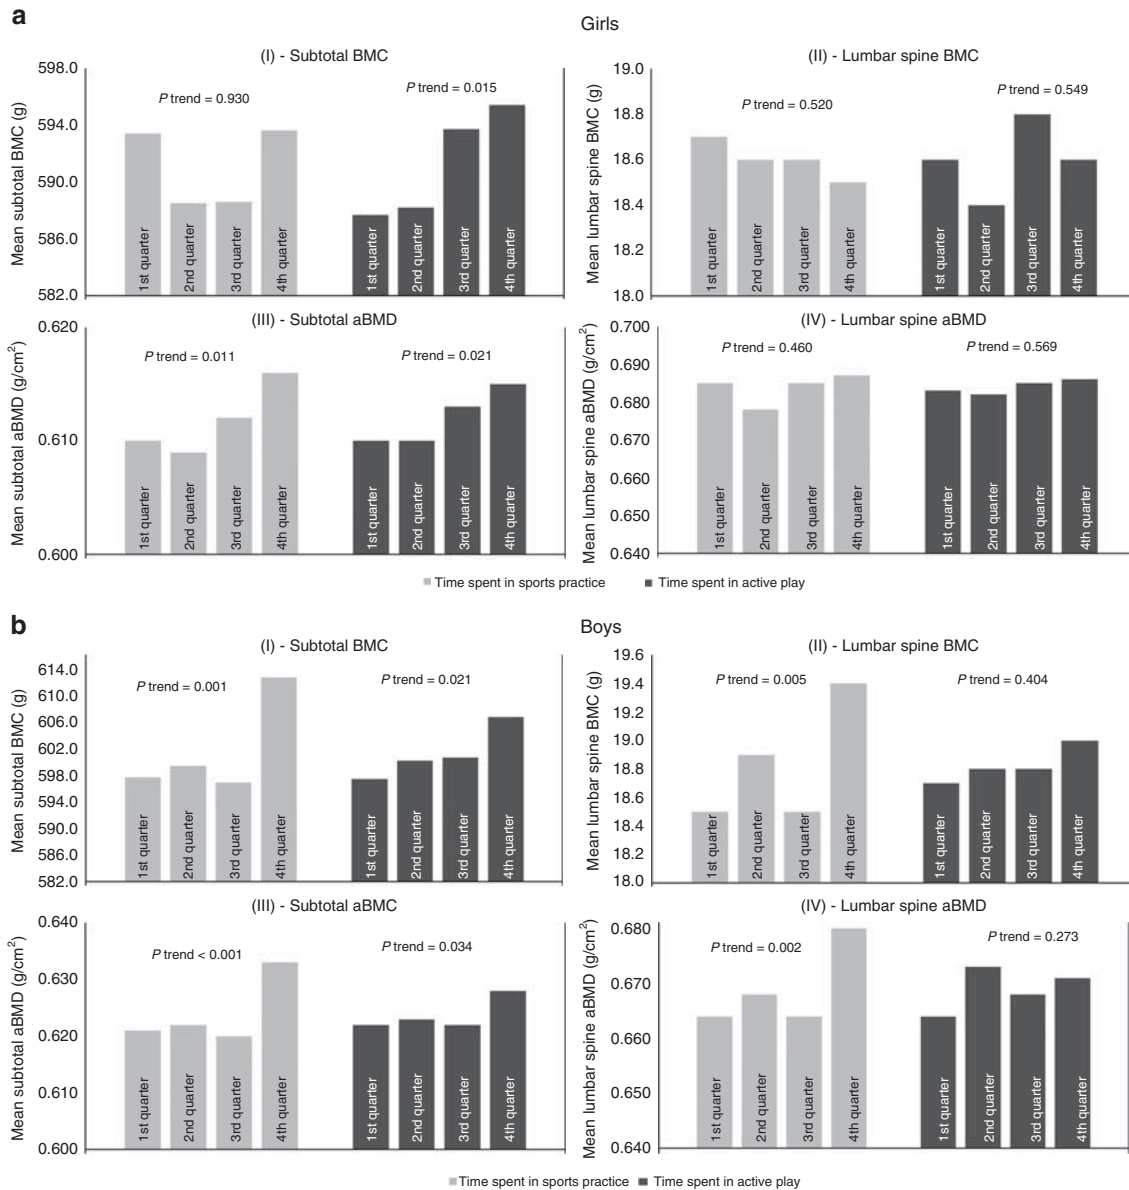 a
Girls
(I) - Subtotal BMC
Mean subtotal BMC (g)
598.0
594.0
590.0
586.0
582.0
P trend = 0.930
P trend = 0.015
1st quarter
2nd quarter
3rd quarter
4th quarter
1st quarter
2nd quarter
3rd quarter
4th quarter
(II) - Lumbar spine BMC
Mean lumbar spine BMC (g)
19.0
18.8
18.6
18.4
18.2
18.0
P trend = 0.520
P trend = 0.549
1st quarter
2nd quarter
3rd quarter
4th quarter
1st quarter
2nd quarter
3rd quarter
4th quarter
(III) - Subtotal aBMD
Mean subtotal aBMD (g/cm²)
0.620
0.610
0.600
P trend = 0.011
P trend = 0.021
1st quarter
2nd quarter
3rd quarter
4th quarter
1st quarter
2nd quarter
3rd quarter
4th quarter
(IV) - Lumbar spine aBMD
Mean lumbar spine aBMD (g/cm²)
0.700
0.690
0.680
0.670
0.660
0.650
0.640
P trend = 0.460
P trend = 0.569
1st quarter
2nd quarter
3rd quarter
4th quarter
1st quarter
2nd quarter
3rd quarter
4th quarter
Time spent in sports practice
Time spent in active play
b
Boys
(I) - Subtotal BMC
Mean subtotal BMC (g)
614.0
610.0
606.0
602.0
598.0
594.0
590.0
586.0
582.0
P trend = 0.001
P trend = 0.021
1st quarter
2nd quarter
3rd quarter
4th quarter
1st quarter
2nd quarter
3rd quarter
4th quarter
(II) - Lumbar spine BMC
Mean lumbar spine BMC (g)
19.6
19.4
19.2
19.0
18.8
18.6
18.4
18.2
18.0
P trend = 0.005
P trend = 0.404
1st quarter
2nd quarter
3rd quarter
4th quarter
1st quarter
2nd quarter
3rd quarter
4th quarter
(III) - Subtotal aBMC
Mean subtotal aBMD (g/cm²)
0.640
0.630
0.620
0.610
0.600
P trend < 0.001
P trend = 0.034
1st quarter
2nd quarter
3rd quarter
4th quarter
1st quarter
2nd quarter
3rd quarter
4th quarter
(IV) - Lumbar spine aBMD
Mean lumbar spine aBMD (g/cm²)
0.680
0.670
0.660
0.650
0.640
P trend = 0.002
P trend = 0.273
1st quarter
2nd quarter
3rd quarter
4th quarter
1st quarter
2nd quarter
3rd quarter
4th quarter
Time spent in sports practice
Time spent in active play